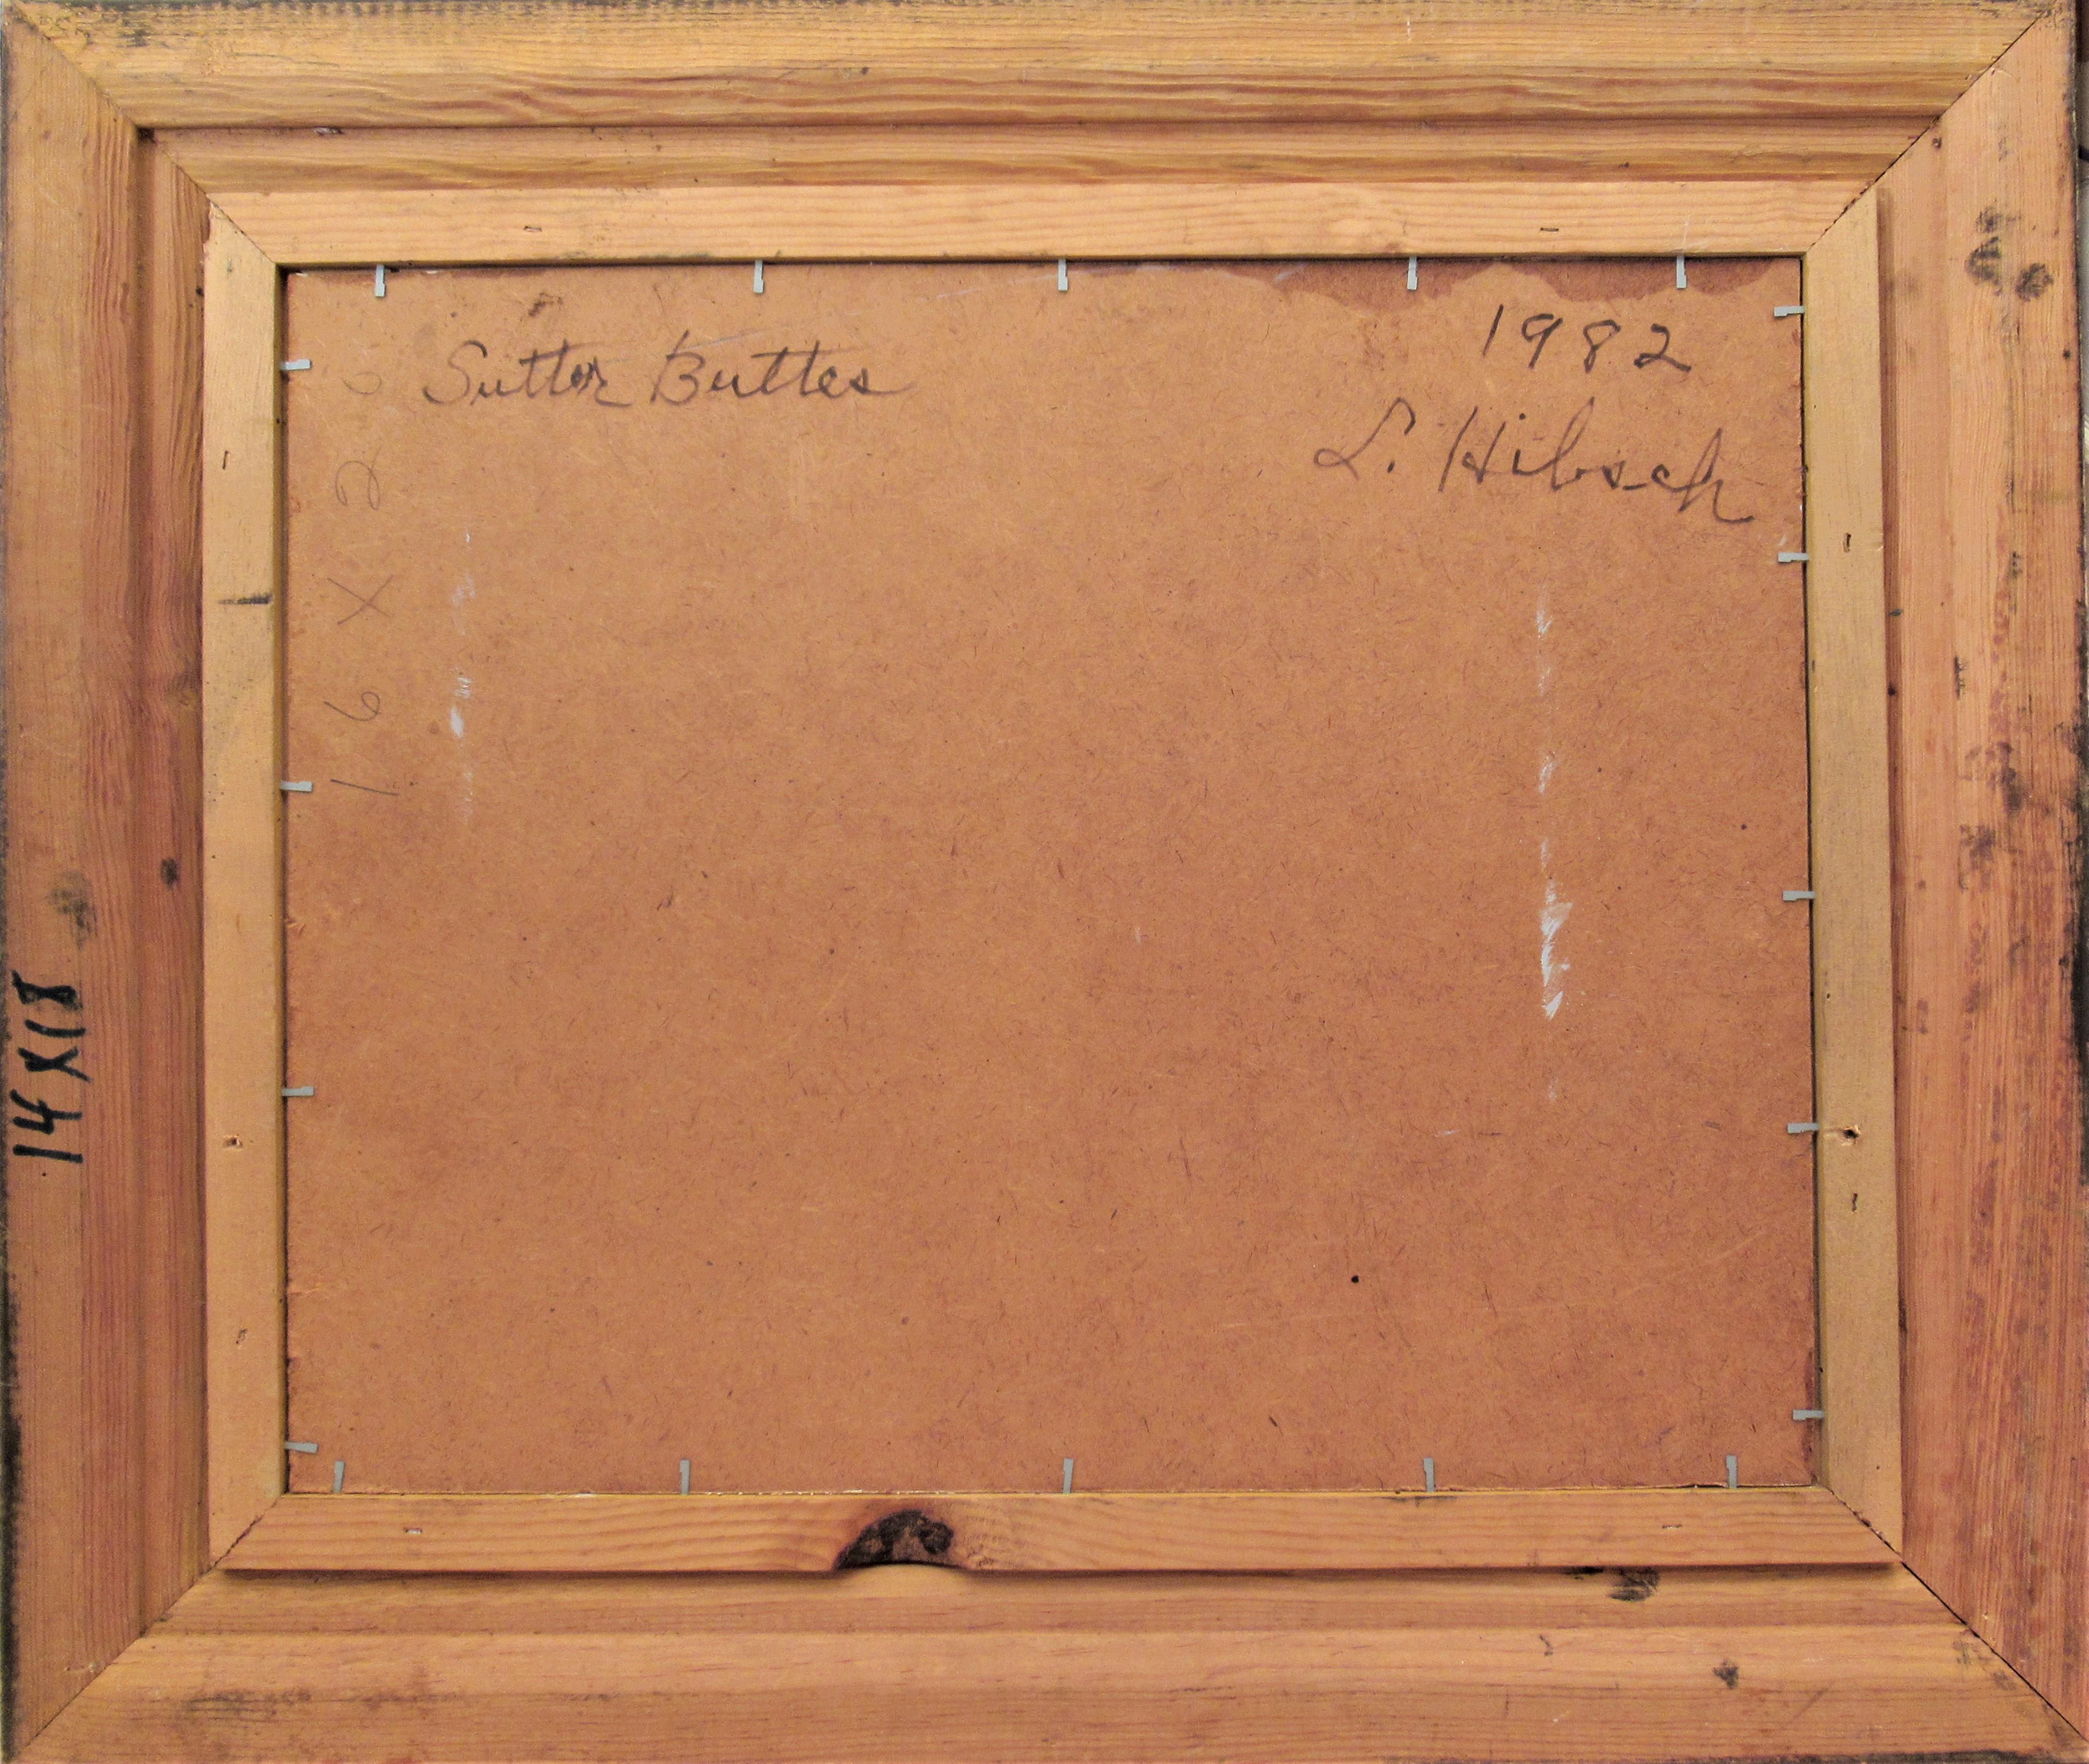 Sutter Buttes
1982
L. Hibsch
16 X 20
14 X 18